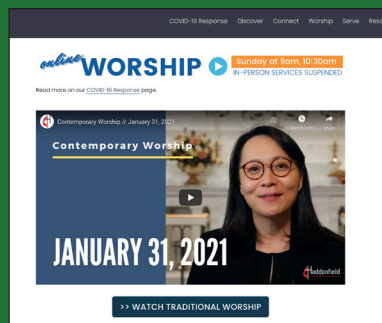 COVID-19 Response Discover Connect Worship Serve Reso
online WORSHIP
Sunday at 9am, 10:30am
IN-PERSON SERVICES SUSPENDED
Read more on our COVID-19 Response page.
Contemporary Worship // January 31, 2021
Watch later Share
Contemporary Worship
JANUARY 31, 2021
Haddonfield
>> WATCH TRADITIONAL WORSHIP